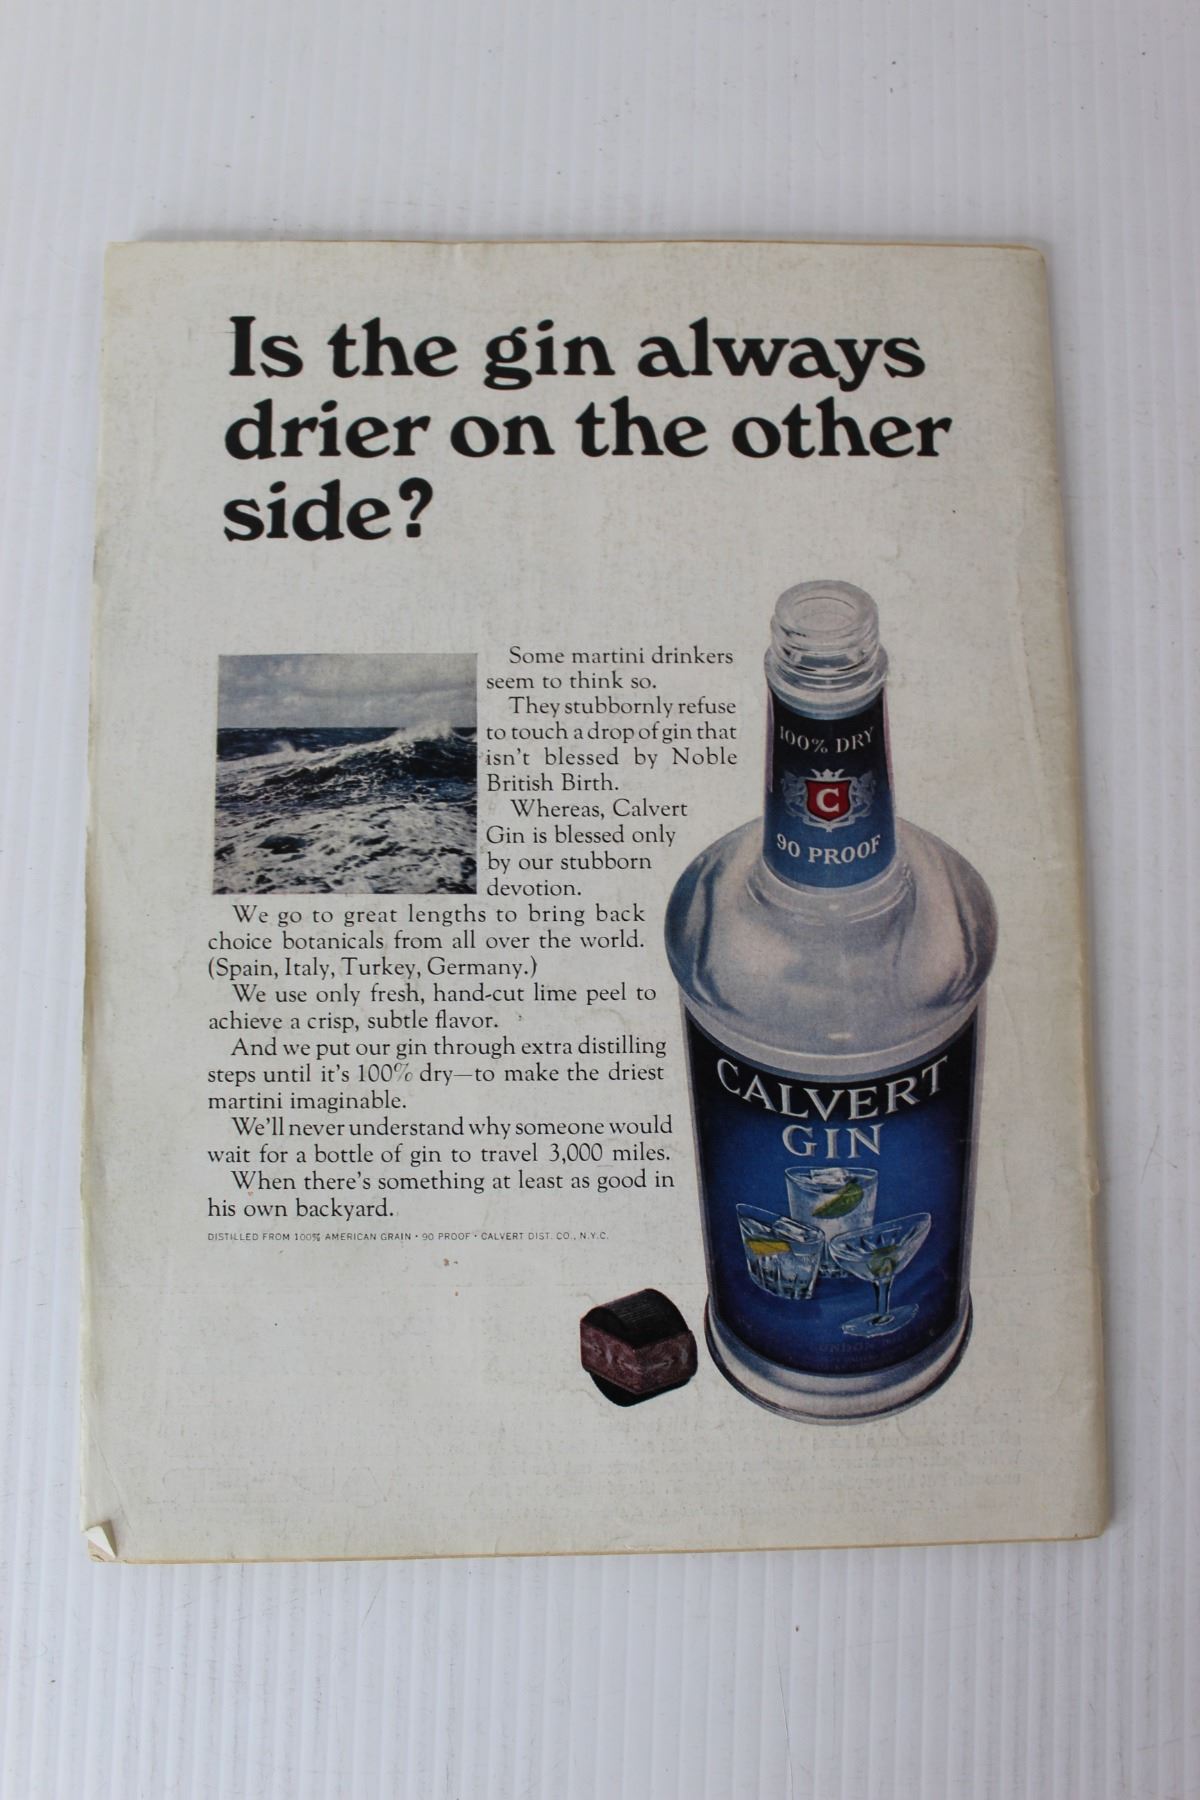 Is the gin always
drier on the other
side?
Some martini drinkers
seem to think so.
They stubbornly refuse
to touch a drop of gin that
isn't blessed by Noble
British Birth.
Whereas, Calvert
Gin is blessed only
by our stubborn
devotion.
We go to great lengths to bring back
choice botanicals from all over the world.
(Spain, Italy, Turkey, Germany.)
We use only fresh, hand-cut lime peel to
achieve a crisp, subtle flavor.
And we put our gin through extra distilling
steps until it's 100% dry—to make the driest
martini imaginable.
We'll never understand why someone would
wait for a bottle of gin to travel 3,000 miles.
When there's something at least as good in
his own backyard.
DISTILLED FROM 100% AMERICAN GRAIN • 90 PROOF • CALVERT DIST. CO., N.Y.C.
100% DRY
C
90 PROOF
CALVERT
GIN
LONDON